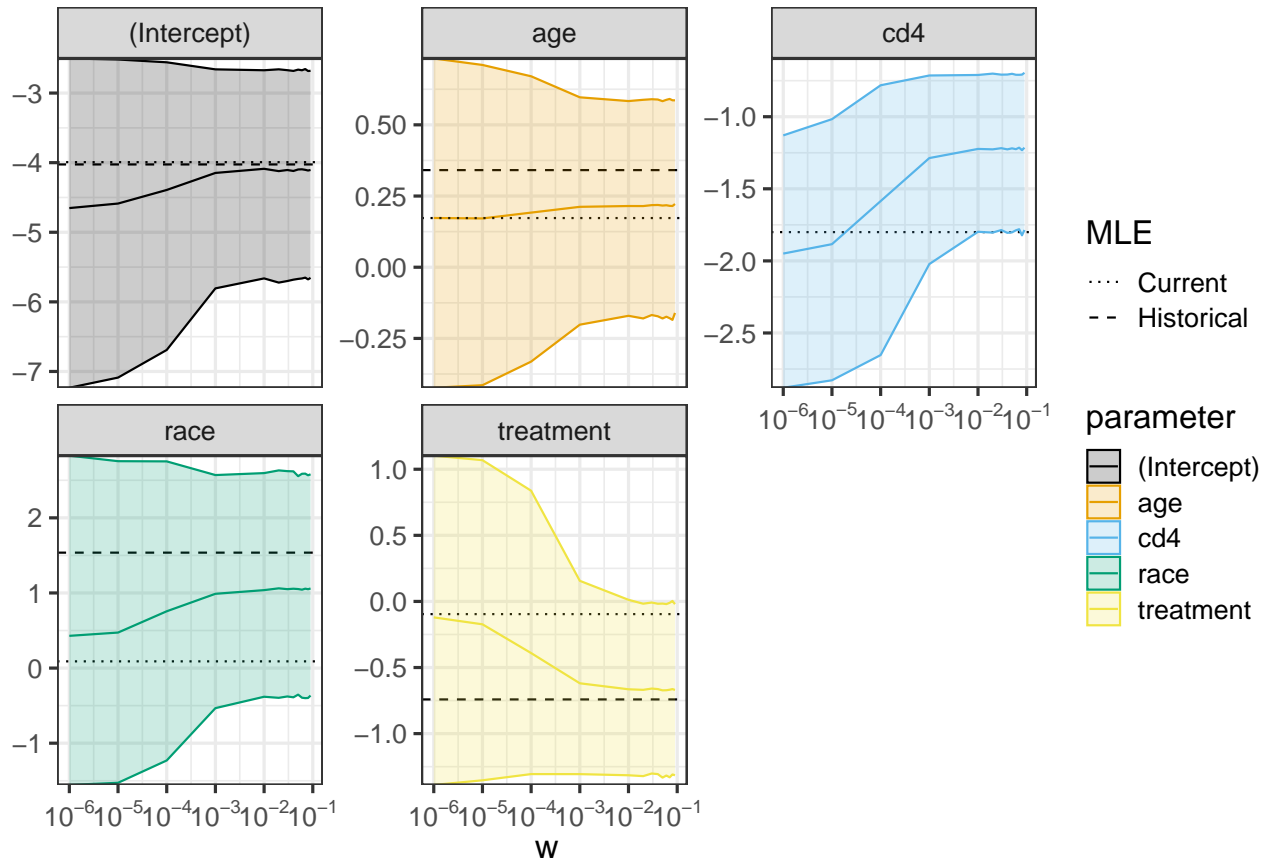 (Intercept)
age
cd4
−3
−4
−5
−6
−7
0.50
0.25
0.00
−0.25
−1.0
−1.5
−2.0
−2.5
10⁻⁶ 10⁻⁵ 10⁻⁴ 10⁻³ 10⁻² 10⁻¹
race
treatment
2
1
0
−1
1.0
0.5
0.0
−0.5
−1.0
10⁻⁶ 10⁻⁵ 10⁻⁴ 10⁻³ 10⁻² 10⁻¹
10⁻⁶ 10⁻⁵ 10⁻⁴ 10⁻³ 10⁻² 10⁻¹
w
MLE
Current
Historical
parameter
(Intercept)
age
cd4
race
treatment